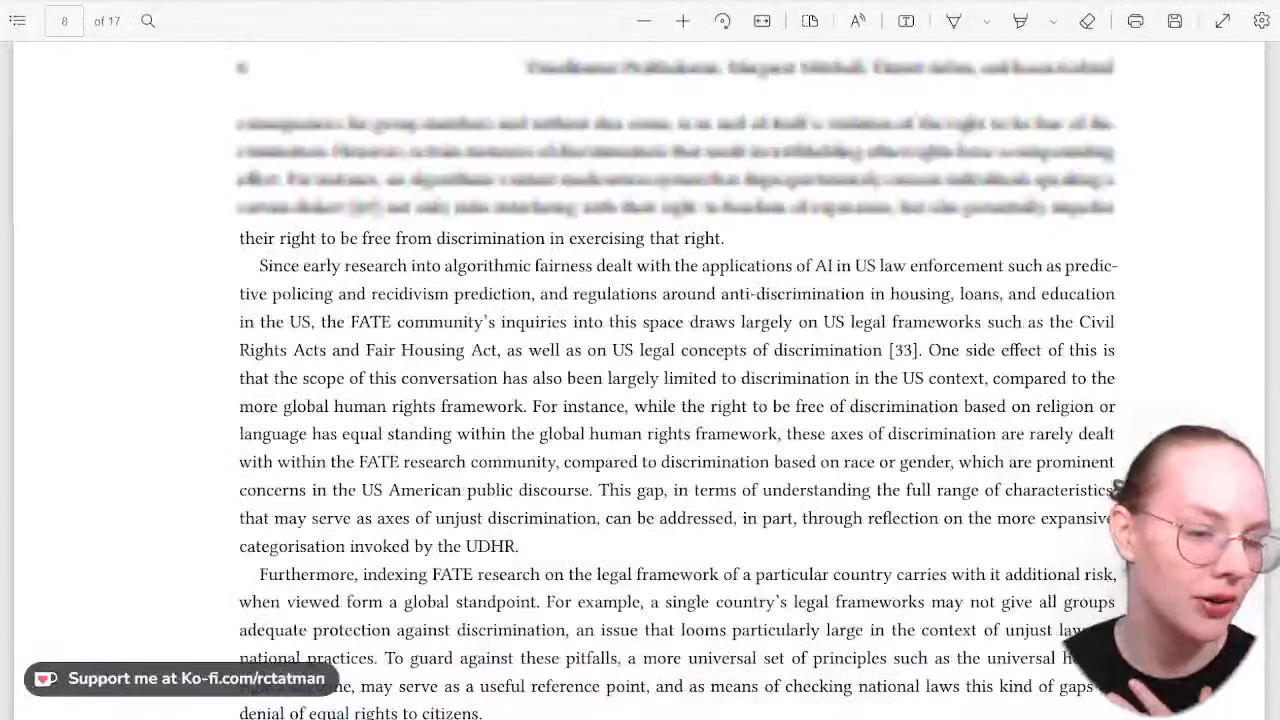 8 of 17
their right to be free from discrimination in exercising that right.
Since early research into algorithmic fairness dealt with the applications of AI in US law enforcement such as predic-
tive policing and recidivism prediction, and regulations around anti-discrimination in housing, loans, and education
in the US, the FATE community's inquiries into this space draws largely on US legal frameworks such as the Civil
Rights Acts and Fair Housing Act, as well as on US legal concepts of discrimination [33]. One side effect of this is
that the scope of this conversation has also been largely limited to discrimination in the US context, compared to the
more global human rights framework. For instance, while the right to be free of discrimination based on religion or
language has equal standing within the global human rights framework, these axes of discrimination are rarely dealt
with within the FATE research community, compared to discrimination based on race or gender, which are prominent
concerns in the US American public discourse. This gap, in terms of understanding the full range of characteristics
that may serve as axes of unjust discrimination, can be addressed, in part, through reflection on the more expansive
categorisation invoked by the UDHR.
Furthermore, indexing FATE research on the legal framework of a particular country carries with it additional risk,
when viewed form a global standpoint. For example, a single country's legal frameworks may not give all groups
adequate protection against discrimination, an issue that looms particularly large in the context of unjust
national practices. To guard against these pitfalls, a more universal set of principles such as the universal
may serve as a useful reference point, and as means of checking national laws this kind of gaps
denial of equal rights to citizens.
Support me at Ko-fi.com/rctatman